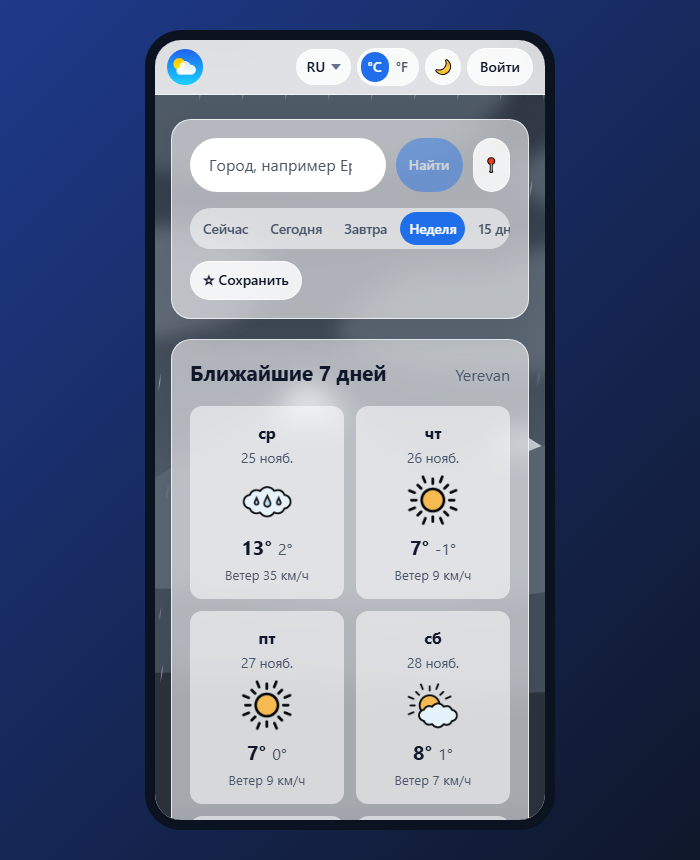 RU °C °F Войти
Город, например Ер Найти
Сейчас Сегодня Завтра Неделя 15 дн
☆ Сохранить
Ближайшие 7 дней Yerevan
ср
25 нояб.
13° 2°
Ветер 35 км/ч
чт
26 нояб.
7° -1°
Ветер 9 км/ч
пт
27 нояб.
7° 0°
Ветер 9 км/ч
сб
28 нояб.
8° 1°
Ветер 7 км/ч